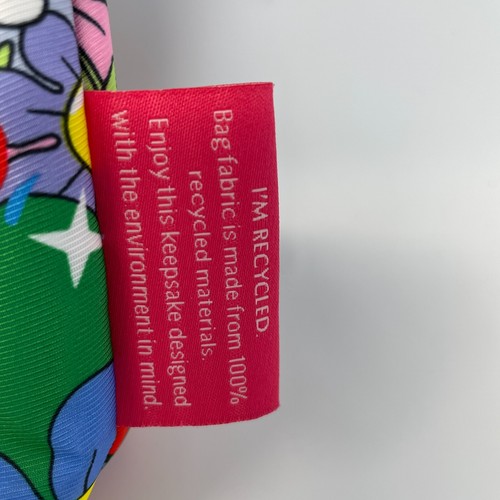 I'M RECYCLED.
Bag fabric is made from 100%
recycled materials.
Enjoy this keepsake designed
with the environment in mind.